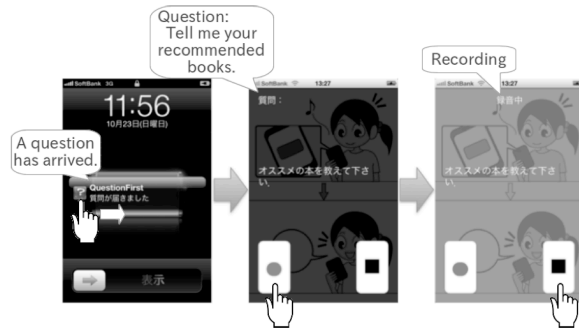 Question:
Tell me your
recommended
books.
Recording
A question
has arrived.
SoftBank 3G
11:56
10月23日(日曜日)
QuestionFirst
質問が届きました
表示
SoftBank 13:27
質問：
オススメの本を教えて下さ
い.
SoftBank 13:27
録音中
オススメの本を教えて下さ
い.